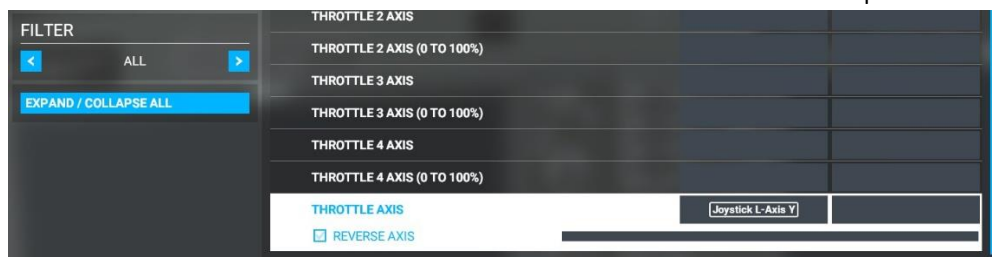 FILTER
< ALL >
EXPAND / COLLAPSE ALL
THROTTLE 2 AXIS
THROTTLE 2 AXIS (0 TO 100%)
THROTTLE 3 AXIS
THROTTLE 3 AXIS (0 TO 100%)
THROTTLE 4 AXIS
THROTTLE 4 AXIS (0 TO 100%)
THROTTLE AXIS Joystick L-Axis Y
REVERSE AXIS